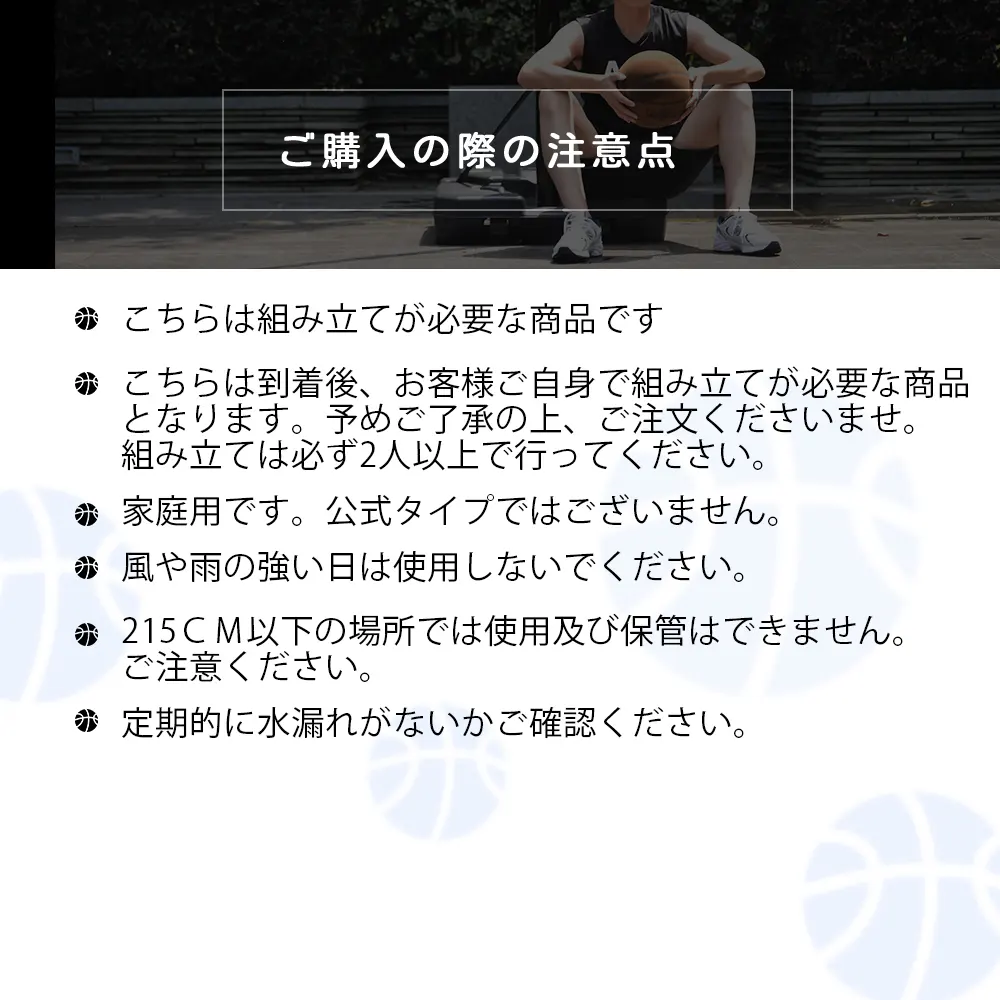 ご購入の際の注意点
こちらは組み立てが必要な商品です
こちらは到着後、お客様ご自身で組み立てが必要な商品
となります。予めご了承の上、ご注文くださいませ。
組み立ては必ず2人以上で行ってください。
家庭用です。公式タイプではございません。
風や雨の強い日は使用しないでください。
215ＣＭ以下の場所では使用及び保管はできません。
ご注意ください。
定期的に水漏れがないかご確認ください。